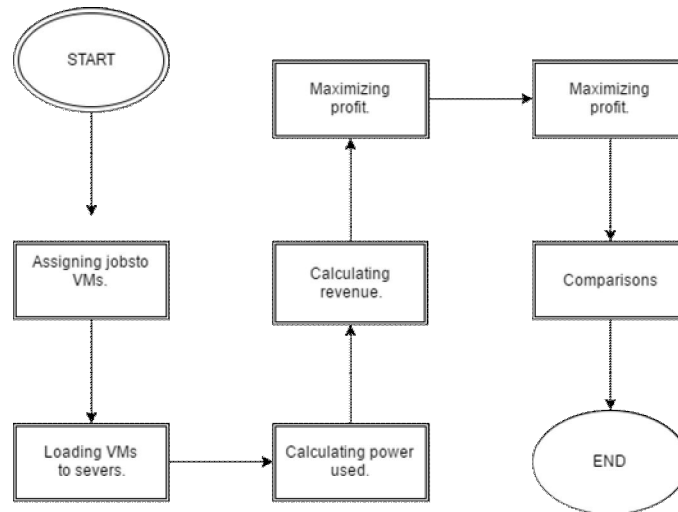 START
Assigning jobsto
VMs.
Loading VMs
to severs.
Calculating power
used.
Calculating
revenue.
Maximizing
profit.
Maximizing
profit.
Comparisons
END